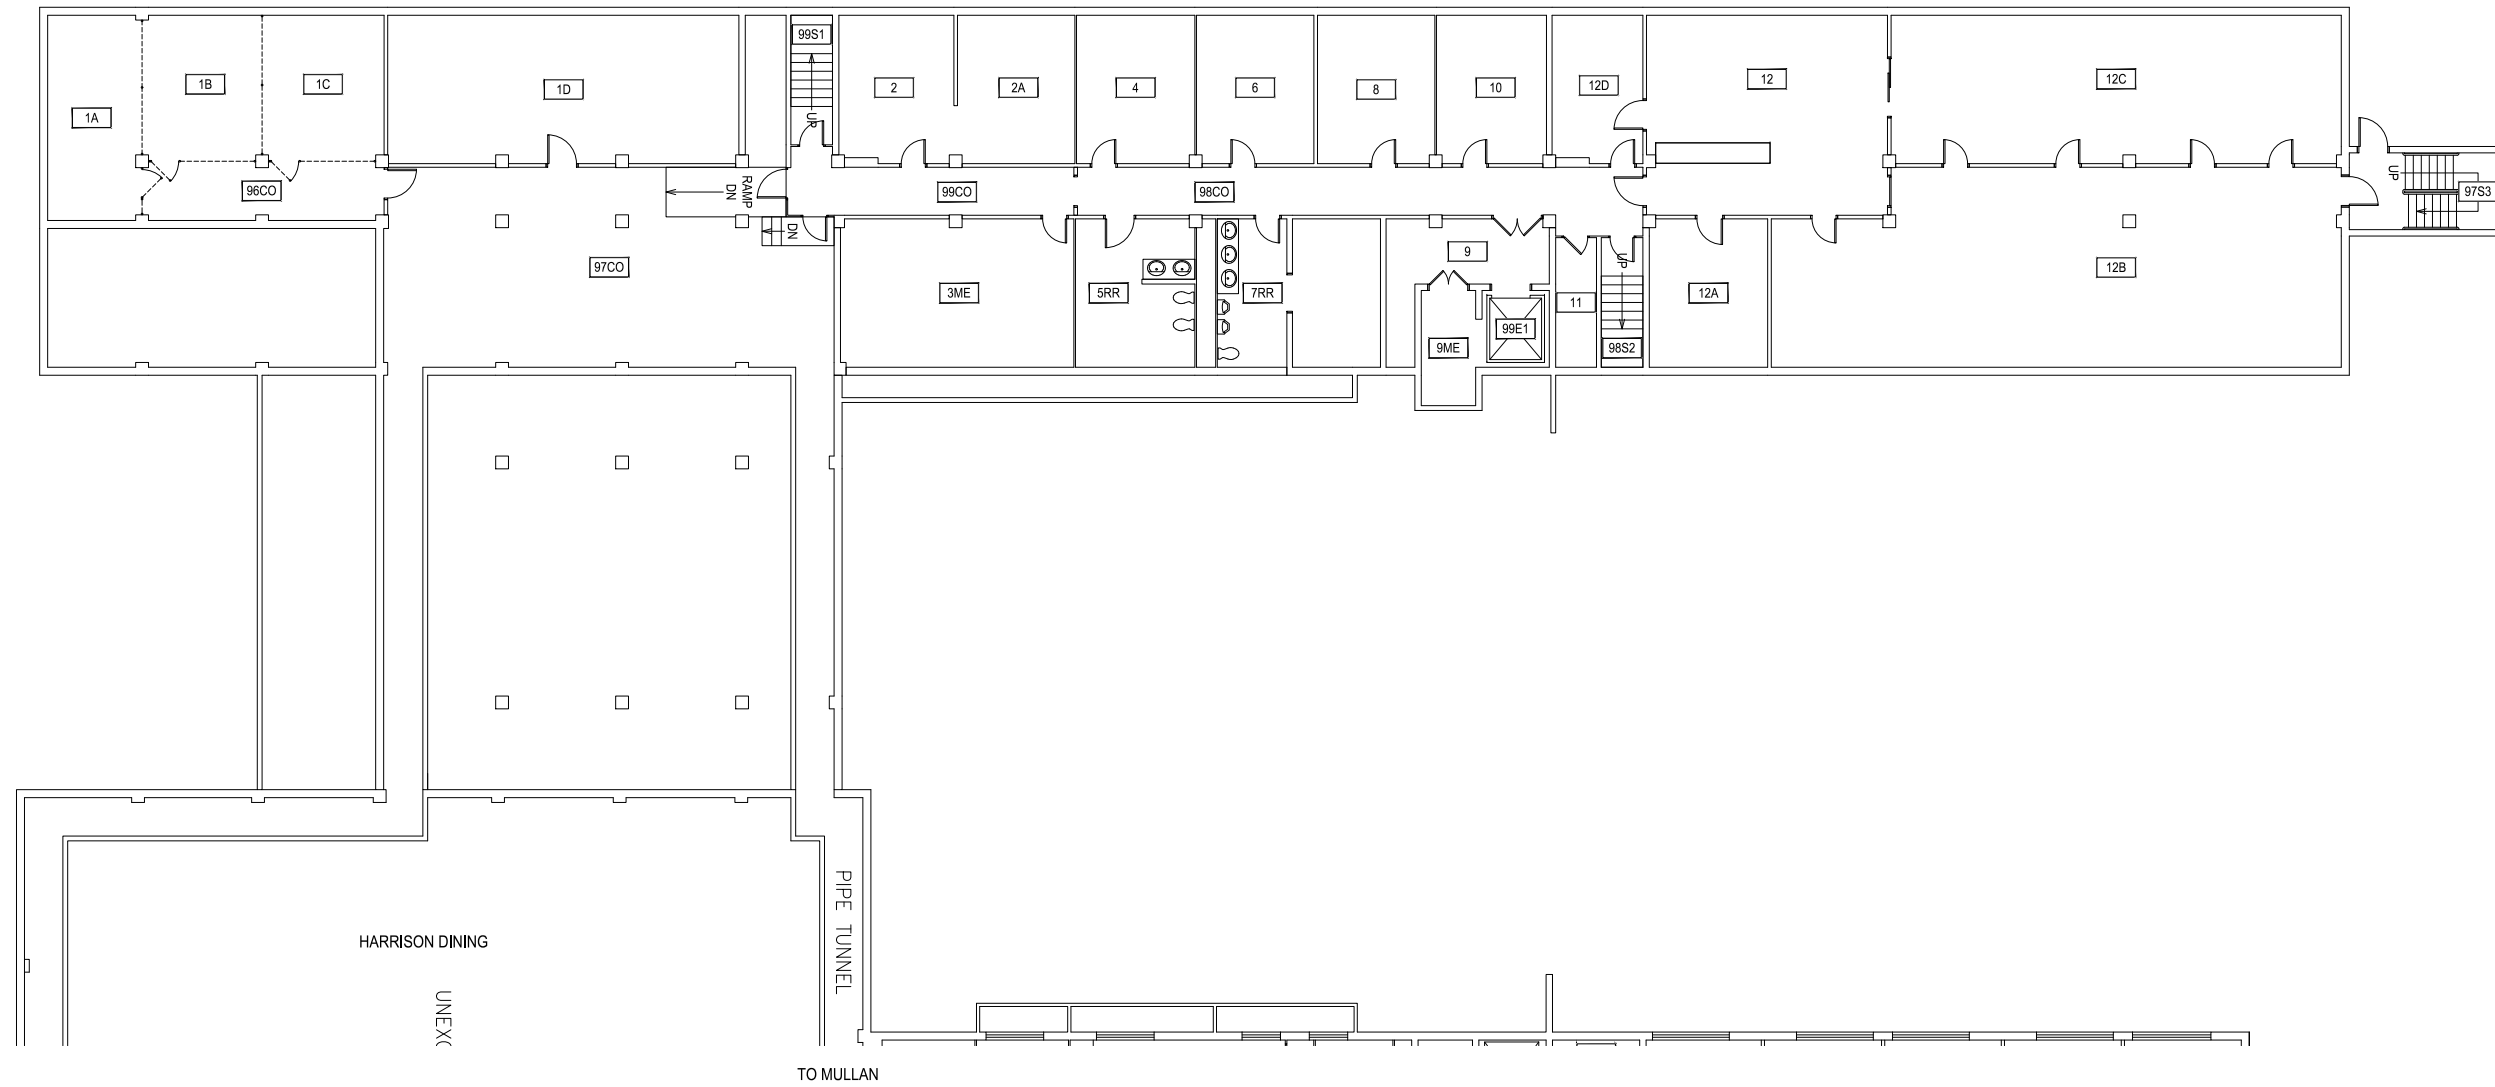 99S1
1A
1B
1C
1D
2
2A
4
6
8
10
12D
12
12C
UP
96CO
RAMP
DN
DN
99CO
98CO
UP
97S3
97CO
3ME
5RR
7RR
9
9ME
99E1
11
UP
98S2
12A
12B
PIPE TUNNEL
HARRISON DINING
TO MULLAN